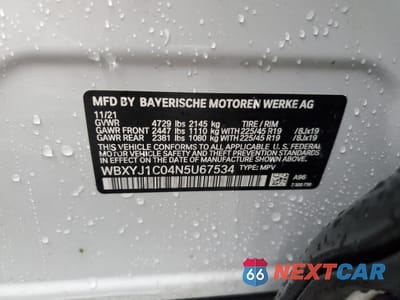 MFD BY BAYERISCHE MOTOREN WERKE AG
11/21
GVWR 4729 lbs 2145 kg TIRE / RIM
GAWR FRONT 2447 lbs 1110 kg WITH 225/45 R19 /8Jx19
GAWR REAR 2381 lbs 1080 kg WITH 225/45 R19 /8Jx19
THIS VEHICLE CONFORMS TO ALL APPLICABLE U.S. FEDERAL
MOTOR VEHICLE SAFETY, BUMPER, AND THEFT PREVENTION
STANDARDS IN EFFECT ON THE DATE OF MANUFACTURE SHOWN ABOVE.
WBXYJ1C04N5U67534 TYPE: MPV
A96
66 NEXTCAR